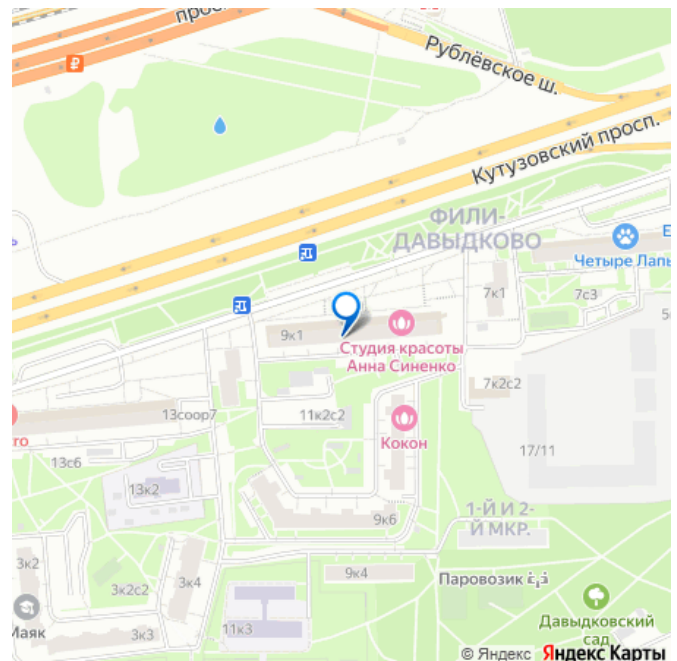 Рублёвское ш.
Кутузовский просп.
ФИЛИ-
ДАВЫДКОВО
Четыре Лапы
7к1
7с3
9к1
Студия красоты
Анна Синенко
7к2с2
13соор7
11к2с2
Кокон
13с6
17/11
13к2
1-Й И 2-
Й МКР.
9к6
3к2
9к4
3к2с2
3к4
Паровозик
Давыдковский
сад
Маяк
3к3
11к3
© Яндекс Яндекс Карты